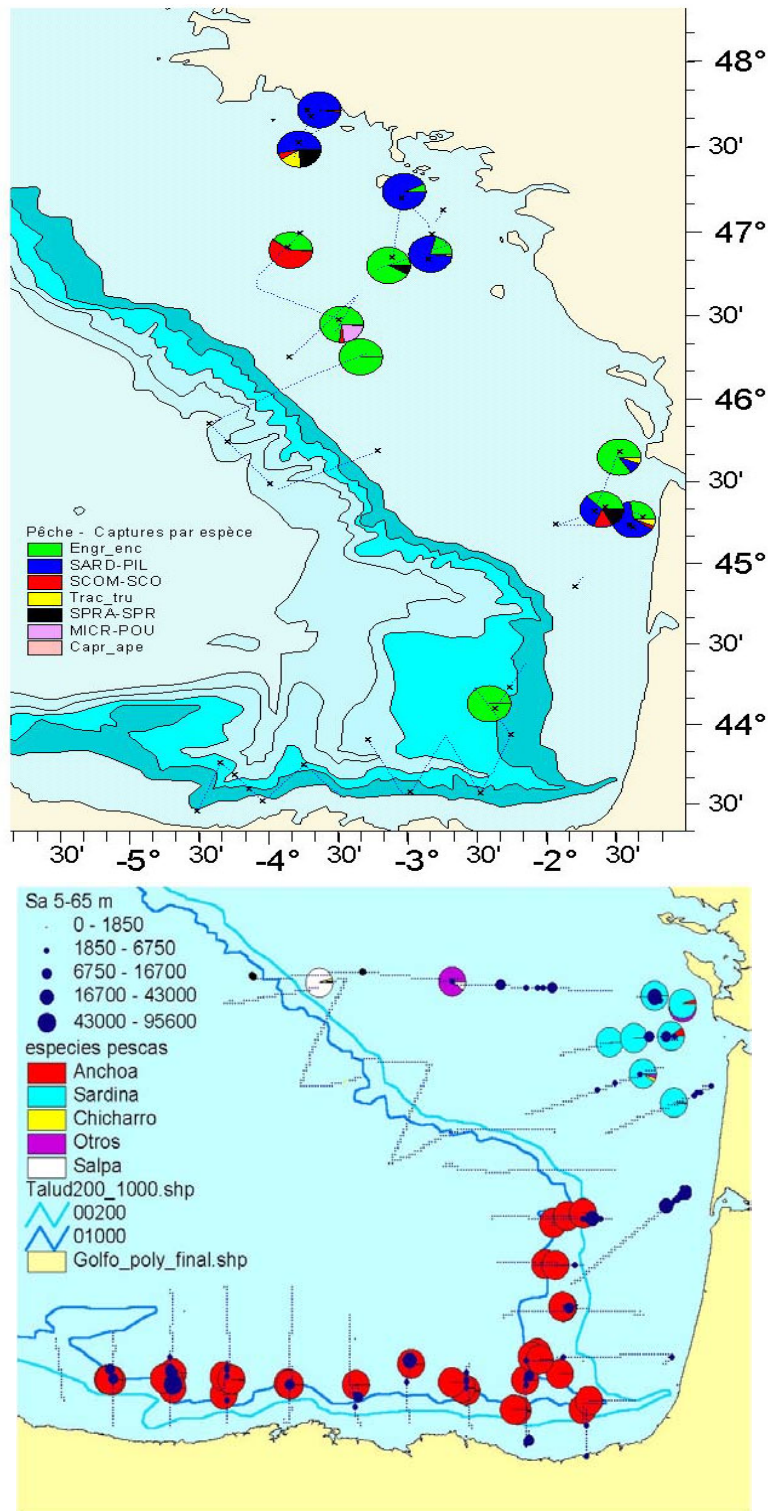 48°
30'
47°
30'
46°
30'
45°
30'
44°
30'
Pêche - Captures par espèce
Engr_enc
SARD-PIL
SCOM-SCO
Trac_tru
SPRA-SPR
MICR-POU
Capr_ape
30' -5° 30' -4° 30' -3° 30' -2° 30'
Sa 5-65 m
0 - 1850
1850 - 6750
6750 - 16700
16700 - 43000
43000 - 95600
especies pescas
Anchoa
Sardina
Chicharro
Otros
Salpa
Talud200_1000.shp
00200
01000
Golfo_poly_final.shp